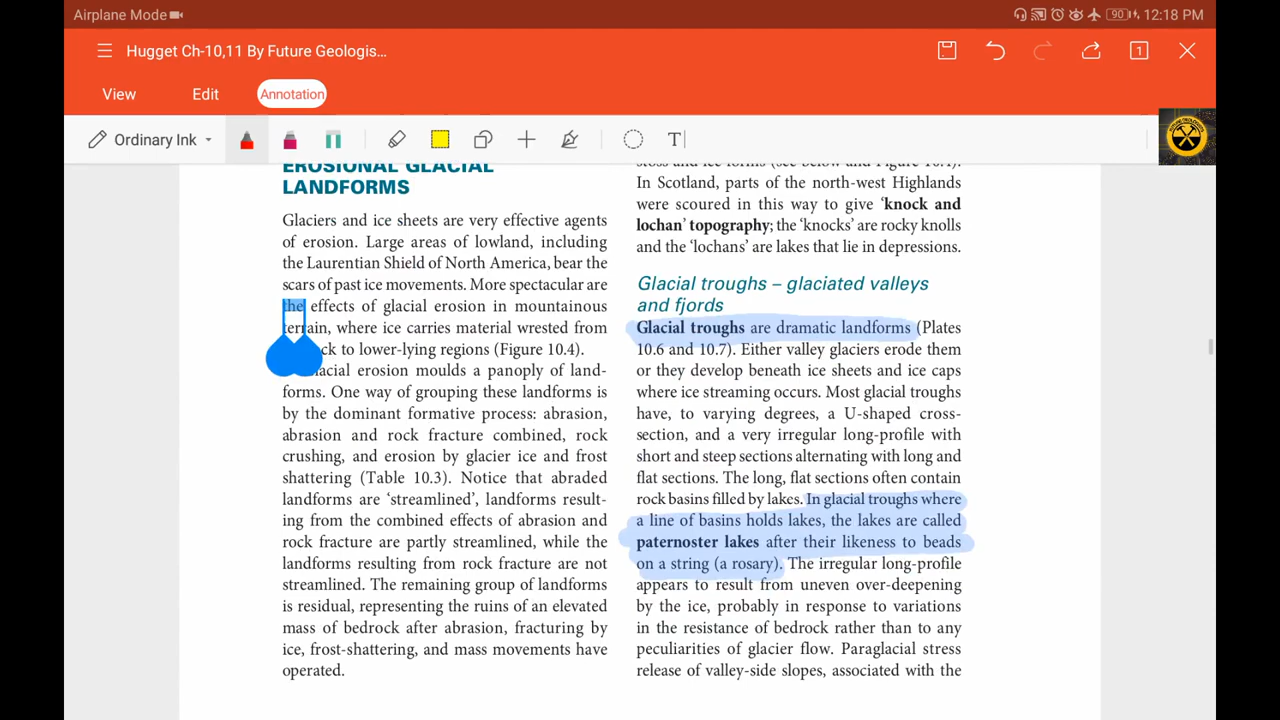 Airplane Mode
90
12:18 PM
Hugget Ch-10,11 By Future Geologis...
1
View
Edit
Annotation
Ordinary Ink
T
EROSIONAL GLACIAL
LANDFORMS
Glaciers and ice sheets are very effective agents
of erosion. Large areas of lowland, including
the Laurentian Shield of North America, bear the
scars of past ice movements. More spectacular are
the effects of glacial erosion in mountainous
terrain, where ice carries material wrested from
to lower-lying regions (Figure 10.4).
erosion moulds a panoply of land-
forms. One way of grouping these landforms is
by the dominant formative process: abrasion,
abrasion and rock fracture combined, rock
crushing, and erosion by glacier ice and frost
shattering (Table 10.3). Notice that abraded
landforms are ‘streamlined’, landforms result-
ing from the combined effects of abrasion and
rock fracture are partly streamlined, while the
landforms resulting from rock fracture are not
streamlined. The remaining group of landforms
is residual, representing the ruins of an elevated
mass of bedrock after abrasion, fracturing by
ice, frost-shattering, and mass movements have
operated.
stoss and lee forms (see below and Figure 10.4).
In Scotland, parts of the north-west Highlands
were scoured in this way to give ‘knock and
lochan’ topography; the ‘knocks’ are rocky knolls
and the ‘lochans’ are lakes that lie in depressions.
Glacial troughs – glaciated valleys
and fjords
Glacial troughs are dramatic landforms (Plates
10.6 and 10.7). Either valley glaciers erode them
or they develop beneath ice sheets and ice caps
where ice streaming occurs. Most glacial troughs
have, to varying degrees, a U-shaped cross-
section, and a very irregular long-profile with
short and steep sections alternating with long and
flat sections. The long, flat sections often contain
rock basins filled by lakes. In glacial troughs where
a line of basins holds lakes, the lakes are called
paternoster lakes after their likeness to beads
on a string (a rosary). The irregular long-profile
appears to result from uneven over-deepening
by the ice, probably in response to variations
in the resistance of bedrock rather than to any
peculiarities of glacier flow. Paraglacial stress
release of valley-side slopes, associated with the